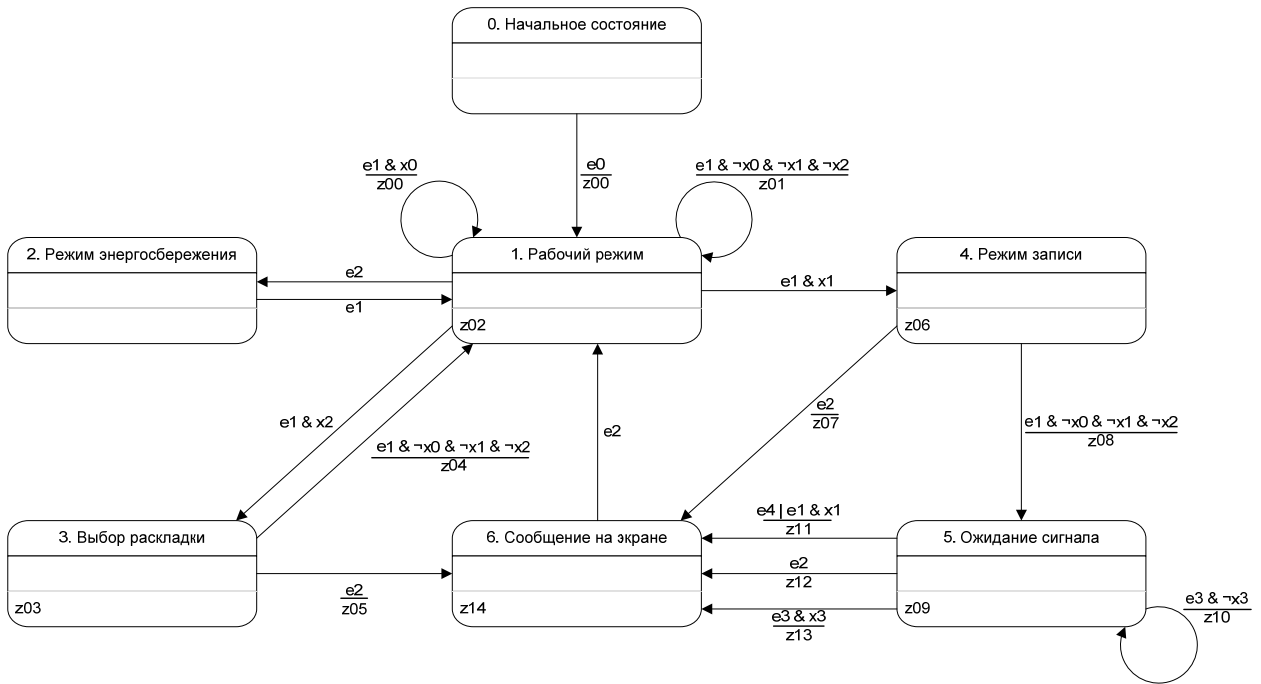 0. Начальное состояние
e1 & x0
z00
e0
z00
e1 & ¬x0 & ¬x1 & ¬x2
z01
2. Режим энергосбережения
1. Рабочий режим
z02
4. Режим записи
z06
e2
e1
e1 & x1
e1 & x2
e1 & ¬x0 & ¬x1 & ¬x2
z04
e2
e2
z07
e1 & ¬x0 & ¬x1 & ¬x2
z08
3. Выбор раскладки
z03
e2
z05
6. Сообщение на экране
z14
e4 | e1 & x1
z11
e2
z12
e3 & x3
z13
5. Ожидание сигнала
z09
e3 & ¬x3
z10